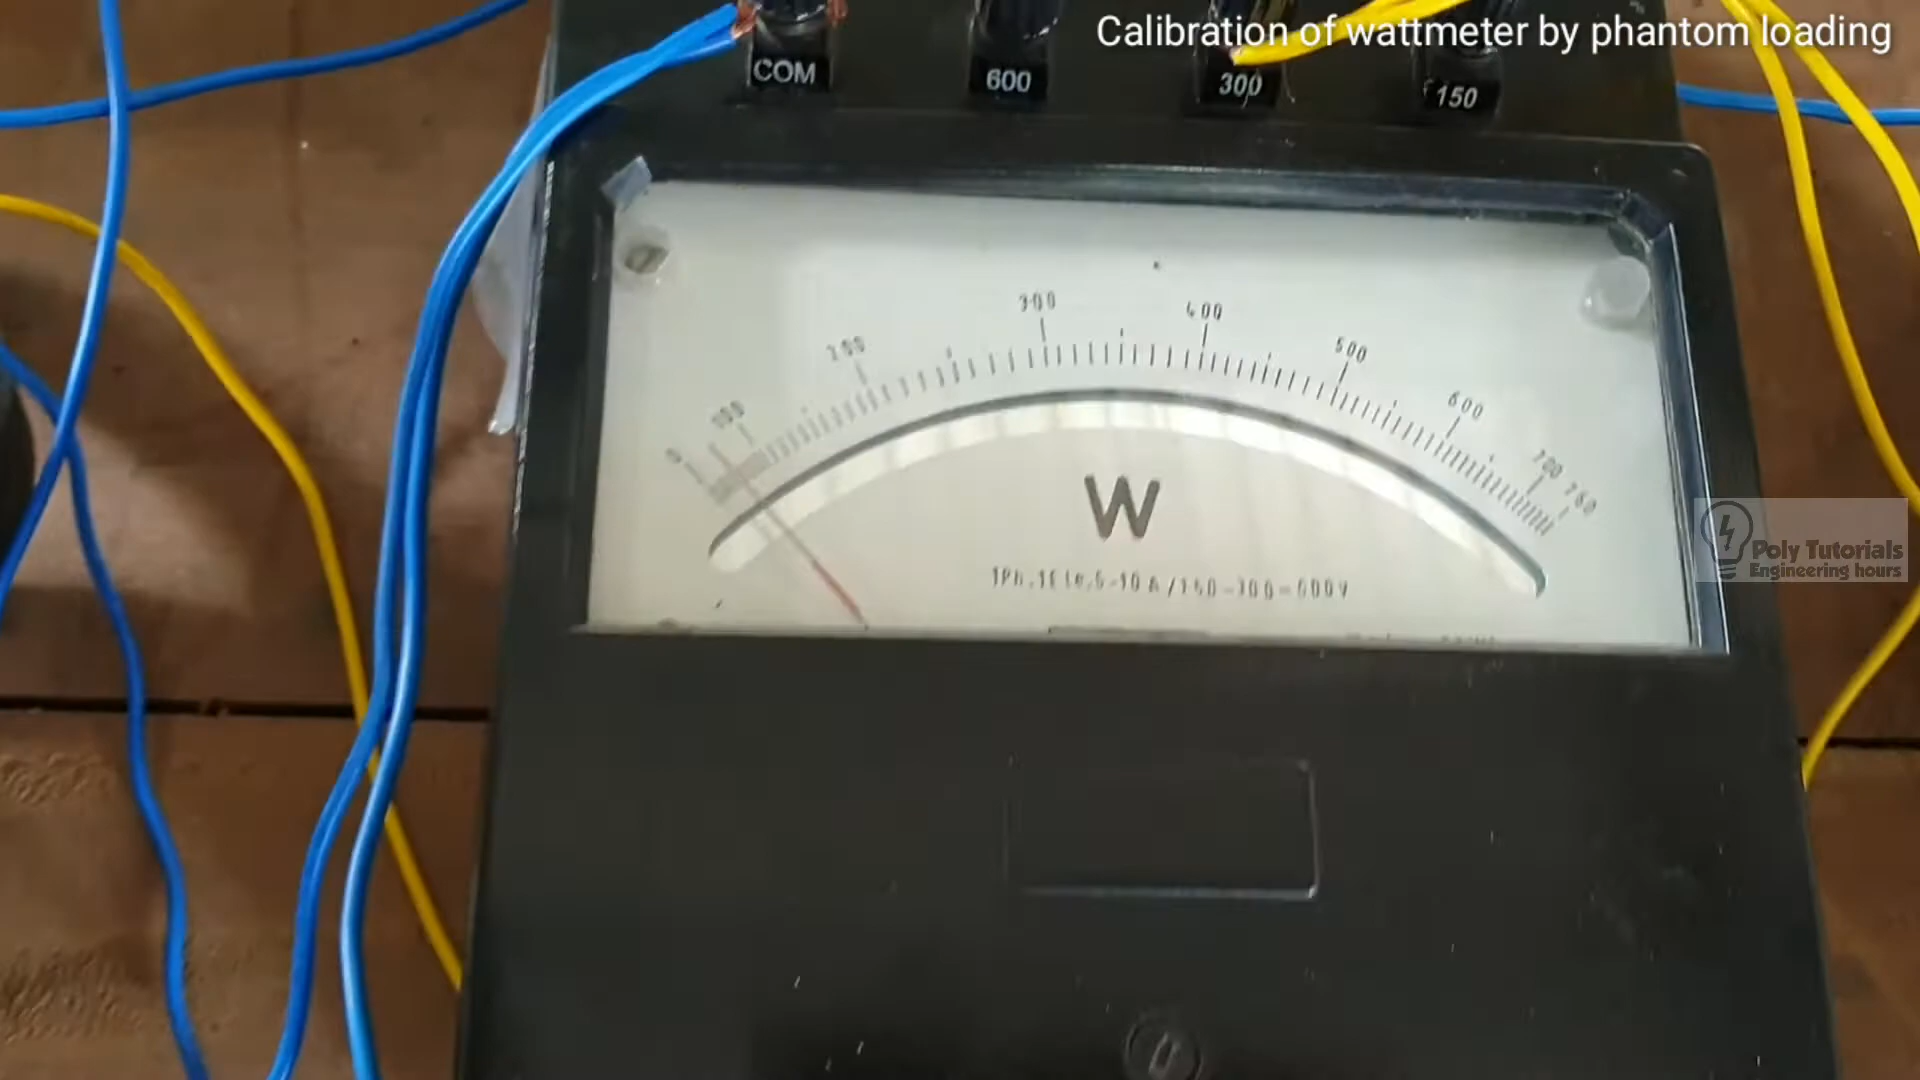 Calibration of wattmeter by phantom loading
COM 600 300 150
0 100 200 300 400 500 600 700 760
W
Poly Tutorials
Engineering hours